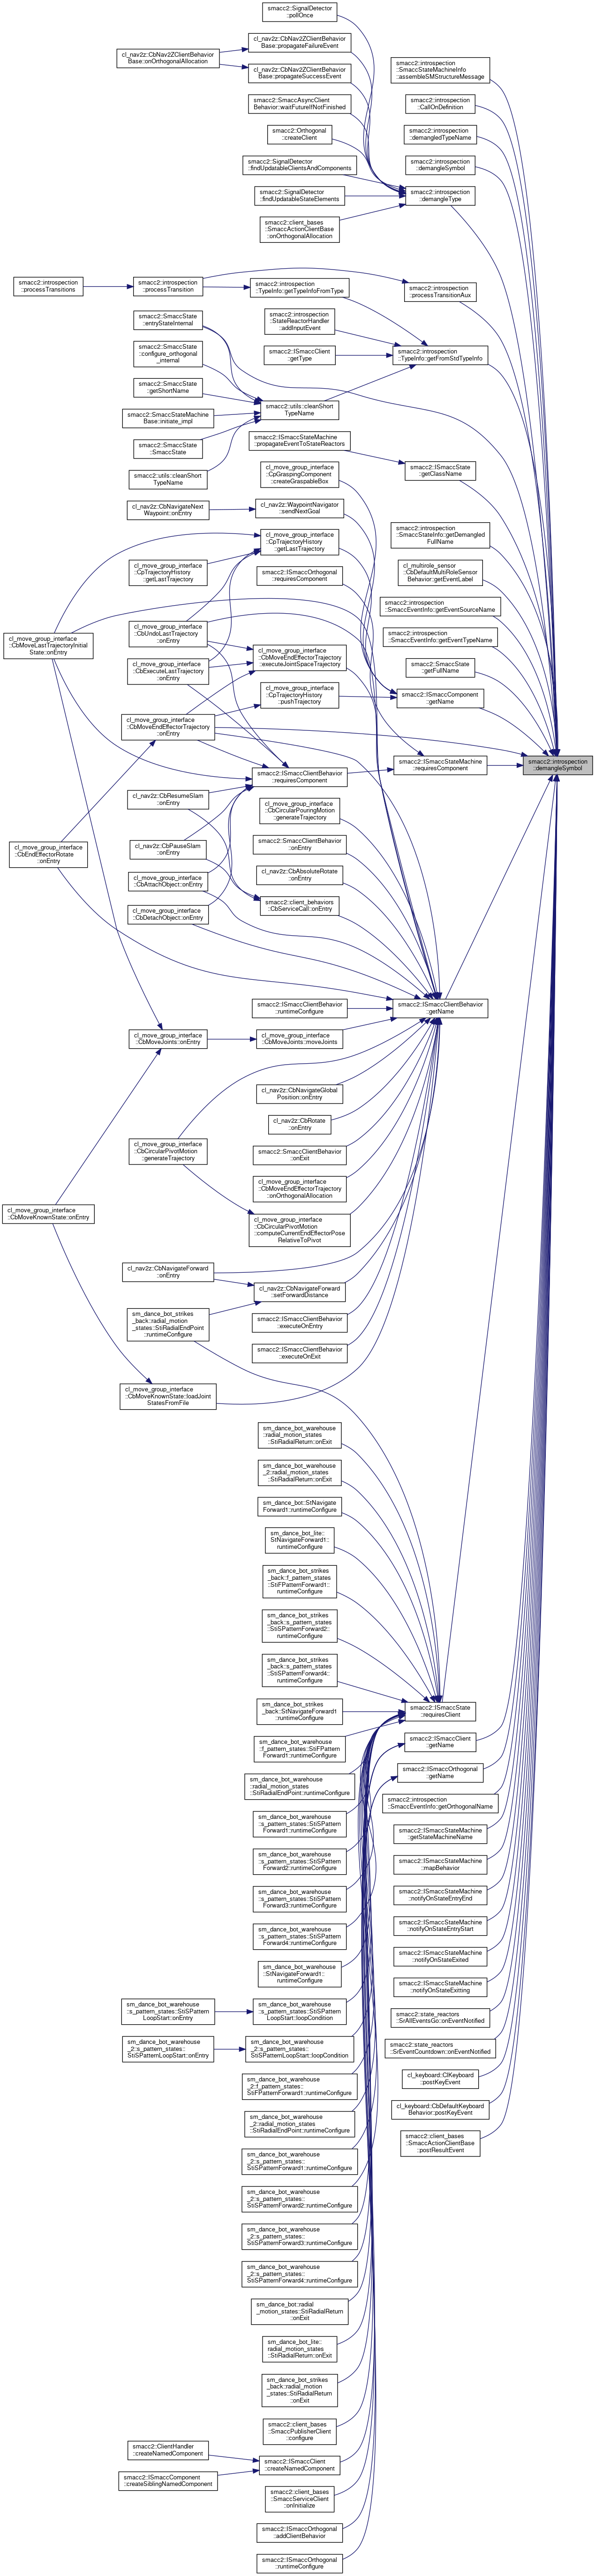 smacc2::SignalDetector
::pollOnce
cl_nav2z::CbNav2ZClientBehavior
Base::propagateFailureEvent
cl_nav2z::CbNav2ZClientBehavior
Base::onOrthogonalAllocation
cl_nav2z::CbNav2ZClientBehavior
Base::propagateSuccessEvent
smacc2::introspection
::SmaccStateMachineInfo
::assembleSMStructureMessage
smacc2::SmaccAsyncClient
Behavior::waitFutureIfNotFinished
smacc2::introspection
::CallOnDefinition
smacc2::Orthogonal
::createClient
smacc2::introspection
::demangledTypeName
smacc2::SignalDetector
::findUpdatableClientsAndComponents
smacc2::introspection
::demangleSymbol
smacc2::SignalDetector
::findUpdatableStateElements
smacc2::introspection
::demangleType
smacc2::client_bases
::SmaccActionClientBase
::onOrthogonalAllocation
smacc2::introspection
::processTransitions
smacc2::introspection
::processTransition
smacc2::introspection
::TypeInfo::getTypeInfoFromType
smacc2::introspection
::processTransitionAux
smacc2::SmaccState
::entryStateInternal
smacc2::introspection
::StateReactorHandler
::addInputEvent
smacc2::SmaccState
::configure_orthogonal
_internal
smacc2::ISmaccClient
::getType
smacc2::introspection
::TypeInfo::getFromStdTypeInfo
smacc2::SmaccState
::getShortName
smacc2::utils::cleanShort
TypeName
smacc2::SmaccStateMachine
Base::initiate_impl
smacc2::SmaccState
::SmaccState
smacc2::ISmaccStateMachine
::propagateEventToStateReactors
smacc2::utils::cleanShort
TypeName
cl_move_group_interface
::CpGraspingComponent
::createGraspableBox
smacc2::ISmaccState
::getClassName
cl_nav2z::CbNavigateNext
Waypoint::onEntry
cl_nav2z::WaypointNavigator
::sendNextGoal
cl_move_group_interface
::CpTrajectoryHistory
::getLastTrajectory
smacc2::introspection
::SmaccStateInfo::getDemangled
FullName
cl_move_group_interface
::CpTrajectoryHistory
::getLastTrajectory
smacc2::ISmaccOrthogonal
::requiresComponent
cl_multirole_sensor
::CbDefaultMultiRoleSensor
Behavior::getEventLabel
smacc2::introspection
::SmaccEventInfo::getEventSourceName
cl_move_group_interface
::CbMoveLastTrajectoryInitial
State::onEntry
cl_move_group_interface
::CbUndoLastTrajectory
::onEntry
smacc2::introspection
::SmaccEventInfo::getEventTypeName
cl_move_group_interface
::CbExecuteLastTrajectory
::onEntry
cl_move_group_interface
::CbMoveEndEffectorTrajectory
::executeJointSpaceTrajectory
smacc2::SmaccState
::getFullName
cl_move_group_interface
::CpTrajectoryHistory
::pushTrajectory
smacc2::ISmaccComponent
::getName
cl_move_group_interface
::CbMoveEndEffectorTrajectory
::onEntry
smacc2::introspection
::demangleSymbol
smacc2::ISmaccClientBehavior
::requiresComponent
smacc2::ISmaccStateMachine
::requiresComponent
cl_nav2z::CbResumeSlam
::onEntry
cl_move_group_interface
::CbCircularPouringMotion
::generateTrajectory
cl_move_group_interface
::CbEndEffectorRotate
::onEntry
cl_nav2z::CbPauseSlam
::onEntry
smacc2::SmaccClientBehavior
::onEntry
cl_move_group_interface
::CbAttachObject::onEntry
cl_nav2z::CbAbsoluteRotate
::onEntry
cl_move_group_interface
::CbDetachObject::onEntry
smacc2::client_behaviors
::CbServiceCall::onEntry
smacc2::ISmaccClientBehavior
::runtimeConfigure
smacc2::ISmaccClientBehavior
::getName
cl_move_group_interface
::CbMoveJoints::onEntry
cl_move_group_interface
::CbMoveJoints::moveJoints
cl_nav2z::CbNavigateGlobal
Position::onEntry
cl_nav2z::CbRotate
::onEntry
cl_move_group_interface
::CbCircularPivotMotion
::generateTrajectory
smacc2::SmaccClientBehavior
::onExit
cl_move_group_interface
::CbMoveEndEffectorTrajectory
::onOrthogonalAllocation
cl_move_group_interface
::CbMoveKnownState::onEntry
cl_move_group_interface
::CbCircularPivotMotion
::computeCurrentEndEffectorPose
RelativeToPivot
cl_nav2z::CbNavigateForward
::onEntry
cl_nav2z::CbNavigateForward
::setForwardDistance
sm_dance_bot_strikes
_back::radial_motion
_states::StiRadialEndPoint
::runtimeConfigure
smacc2::ISmaccClientBehavior
::executeOnEntry
smacc2::ISmaccClientBehavior
::executeOnExit
cl_move_group_interface
::CbMoveKnownState::loadJoint
StatesFromFile
sm_dance_bot_warehouse
::radial_motion_states
::StiRadialReturn::onExit
sm_dance_bot_warehouse
_2::radial_motion_states
::StiRadialReturn::onExit
sm_dance_bot::StNavigate
Forward1::runtimeConfigure
sm_dance_bot_lite::
StNavigateForward1::
runtimeConfigure
sm_dance_bot_strikes
_back::f_pattern_states
::StiFPatternForward1::
runtimeConfigure
sm_dance_bot_strikes
_back::s_pattern_states
::StiSPatternForward2::
runtimeConfigure
sm_dance_bot_strikes
_back::s_pattern_states
::StiSPatternForward4::
runtimeConfigure
sm_dance_bot_strikes
_back::StNavigateForward1
::runtimeConfigure
smacc2::ISmaccState
::requiresClient
sm_dance_bot_warehouse
::f_pattern_states::StiFPattern
Forward1::runtimeConfigure
smacc2::ISmaccClient
::getName
sm_dance_bot_warehouse
::radial_motion_states
::StiRadialEndPoint::runtimeConfigure
smacc2::ISmaccOrthogonal
::getName
smacc2::introspection
::SmaccEventInfo::getOrthogonalName
sm_dance_bot_warehouse
::s_pattern_states::StiSPattern
Forward1::runtimeConfigure
smacc2::ISmaccStateMachine
::getStateMachineName
sm_dance_bot_warehouse
::s_pattern_states::StiSPattern
Forward2::runtimeConfigure
smacc2::ISmaccStateMachine
::mapBehavior
sm_dance_bot_warehouse
::s_pattern_states::StiSPattern
Forward3::runtimeConfigure
smacc2::ISmaccStateMachine
::notifyOnStateEntryEnd
sm_dance_bot_warehouse
::s_pattern_states::StiSPattern
Forward4::runtimeConfigure
smacc2::ISmaccStateMachine
::notifyOnStateEntryStart
sm_dance_bot_warehouse
::StNavigateForward1::
runtimeConfigure
smacc2::ISmaccStateMachine
::notifyOnStateExited
smacc2::ISmaccStateMachine
::notifyOnStateExitting
sm_dance_bot_warehouse
::s_pattern_states::StiSPattern
LoopStart::onEntry
sm_dance_bot_warehouse
::s_pattern_states::StiSPattern
LoopStart::loopCondition
smacc2::state_reactors
::SrAllEventsGo::onEventNotified
sm_dance_bot_warehouse
_2::s_pattern_states::
StiSPatternLoopStart::onEntry
sm_dance_bot_warehouse
_2::s_pattern_states::
StiSPatternLoopStart::loopCondition
smacc2::state_reactors
::SrEventCountdown::onEventNotified
sm_dance_bot_warehouse
_2::f_pattern_states::
StiFPatternForward1::runtimeConfigure
cl_keyboard::ClKeyboard
::postKeyEvent
sm_dance_bot_warehouse
_2::radial_motion_states
::StiRadialEndPoint::runtimeConfigure
cl_keyboard::CbDefaultKeyboard
Behavior::postKeyEvent
sm_dance_bot_warehouse
_2::s_pattern_states::
StiSPatternForward1::runtimeConfigure
smacc2::client_bases
::SmaccActionClientBase
::postResultEvent
sm_dance_bot_warehouse
_2::s_pattern_states::
StiSPatternForward2::runtimeConfigure
sm_dance_bot_warehouse
_2::s_pattern_states::
StiSPatternForward3::runtimeConfigure
sm_dance_bot_warehouse
_2::s_pattern_states::
StiSPatternForward4::runtimeConfigure
sm_dance_bot::radial
_motion_states::StiRadialReturn
::onExit
sm_dance_bot_lite::
radial_motion_states
::StiRadialReturn::onExit
sm_dance_bot_strikes
_back::radial_motion
_states::StiRadialReturn
::onExit
smacc2::client_bases
::SmaccPublisherClient
::configure
smacc2::ClientHandler
::createNamedComponent
smacc2::ISmaccClient
::createNamedComponent
smacc2::ISmaccComponent
::createSiblingNamedComponent
smacc2::client_bases
::SmaccServiceClient
::onInitialize
smacc2::ISmaccOrthogonal
::addClientBehavior
smacc2::ISmaccOrthogonal
::runtimeConfigure